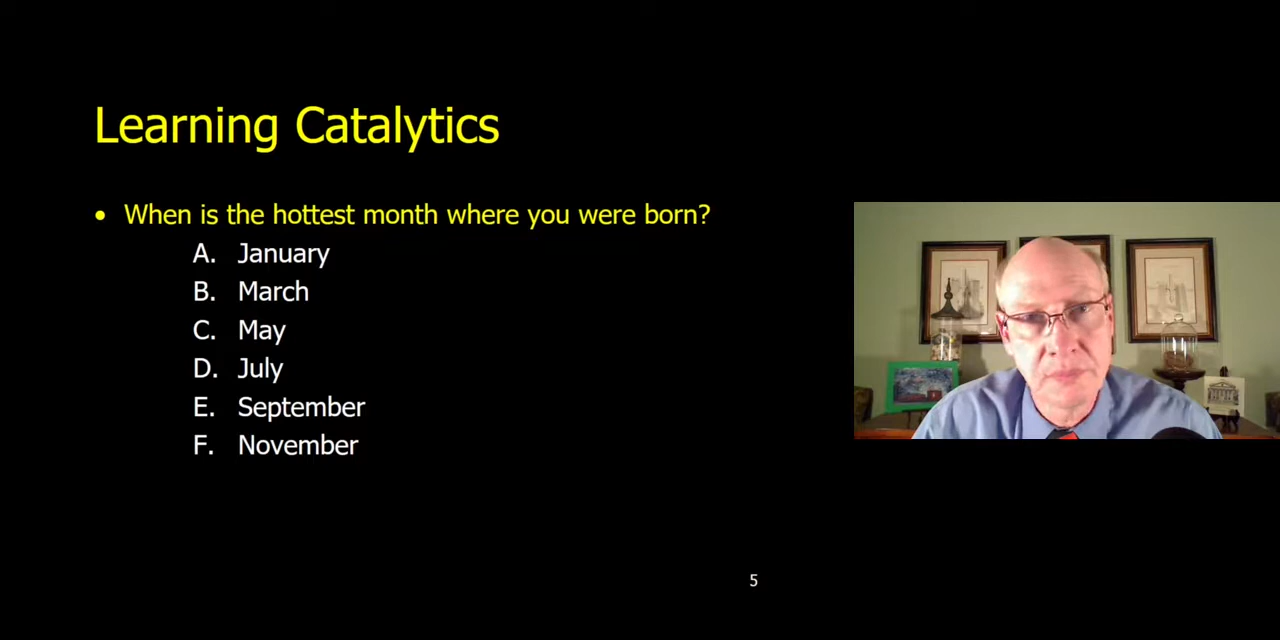 Learning Catalytics
• When is the hottest month where you were born?
A. January
B. March
C. May
D. July
E. September
F. November
5